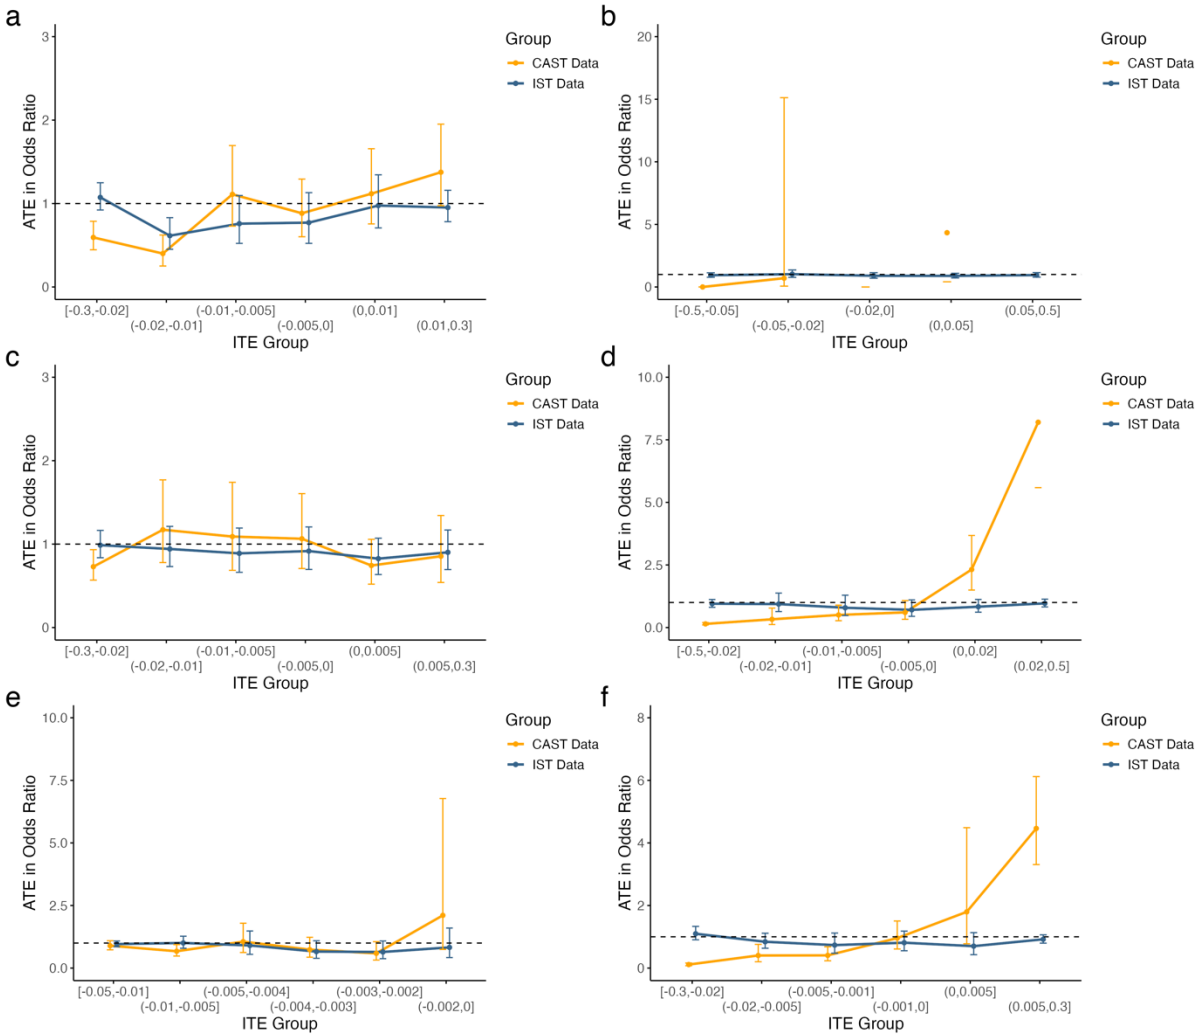 a
3
2
1
0
ATE in Odds Ratio
[-0.3,-0.02]
(-0.02,-0.01]
(-0.01,-0.005]
(-0.005,0]
(0,0.01]
(0.01,0.3]
ITE Group
Group
CAST Data
IST Data
b
20
15
10
5
0
ATE in Odds Ratio
[-0.5,-0.05]
(-0.05,-0.02]
(-0.02,0]
(0,0.05]
(0.05,0.5]
ITE Group
Group
CAST Data
IST Data
c
3
2
1
0
ATE in Odds Ratio
[-0.3,-0.02]
(-0.02,-0.01]
(-0.01,-0.005]
(-0.005,0]
(0,0.005]
(0.005,0.3]
ITE Group
Group
CAST Data
IST Data
d
10.0
7.5
5.0
2.5
0.0
ATE in Odds Ratio
[-0.5,-0.02]
(-0.02,-0.01]
(-0.01,-0.005]
(-0.005,0]
(0,0.02]
(0.02,0.5]
ITE Group
Group
CAST Data
IST Data
e
10.0
7.5
5.0
2.5
0.0
ATE in Odds Ratio
[-0.05,-0.01]
(-0.01,-0.005]
(-0.005,-0.004]
(-0.004,-0.003]
(-0.003,-0.002]
(-0.002,0]
ITE Group
Group
CAST Data
IST Data
f
8
6
4
2
0
ATE in Odds Ratio
[-0.3,-0.02]
(-0.02,-0.005]
(-0.005,-0.001]
(-0.001,0]
(0,0.005]
(0.005,0.3]
ITE Group
Group
CAST Data
IST Data